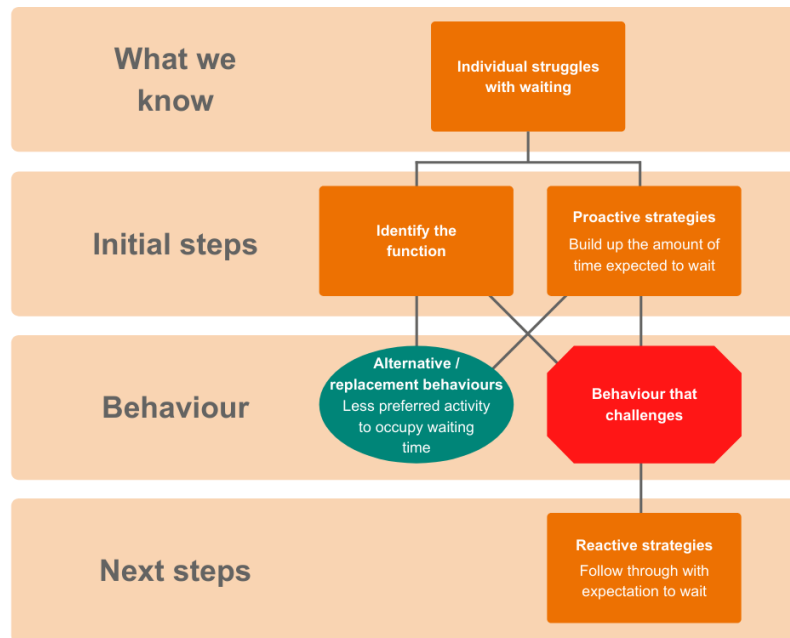 What we
know
Individual struggles
with waiting
Initial steps
Identify the
function
Proactive strategies
Build up the amount of
time expected to wait
Behaviour
Alternative /
replacement behaviours
Less preferred activity
to occupy waiting
time
Behaviour that
challenges
Next steps
Reactive strategies
Follow through with
expectation to wait